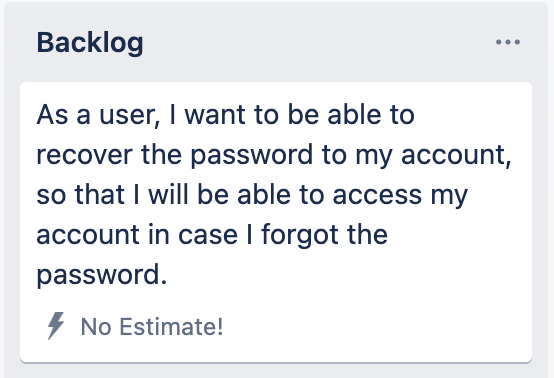 Backlog
As a user, I want to be able to
recover the password to my account,
so that I will be able to access my
account in case I forgot the
password.
No Estimate!